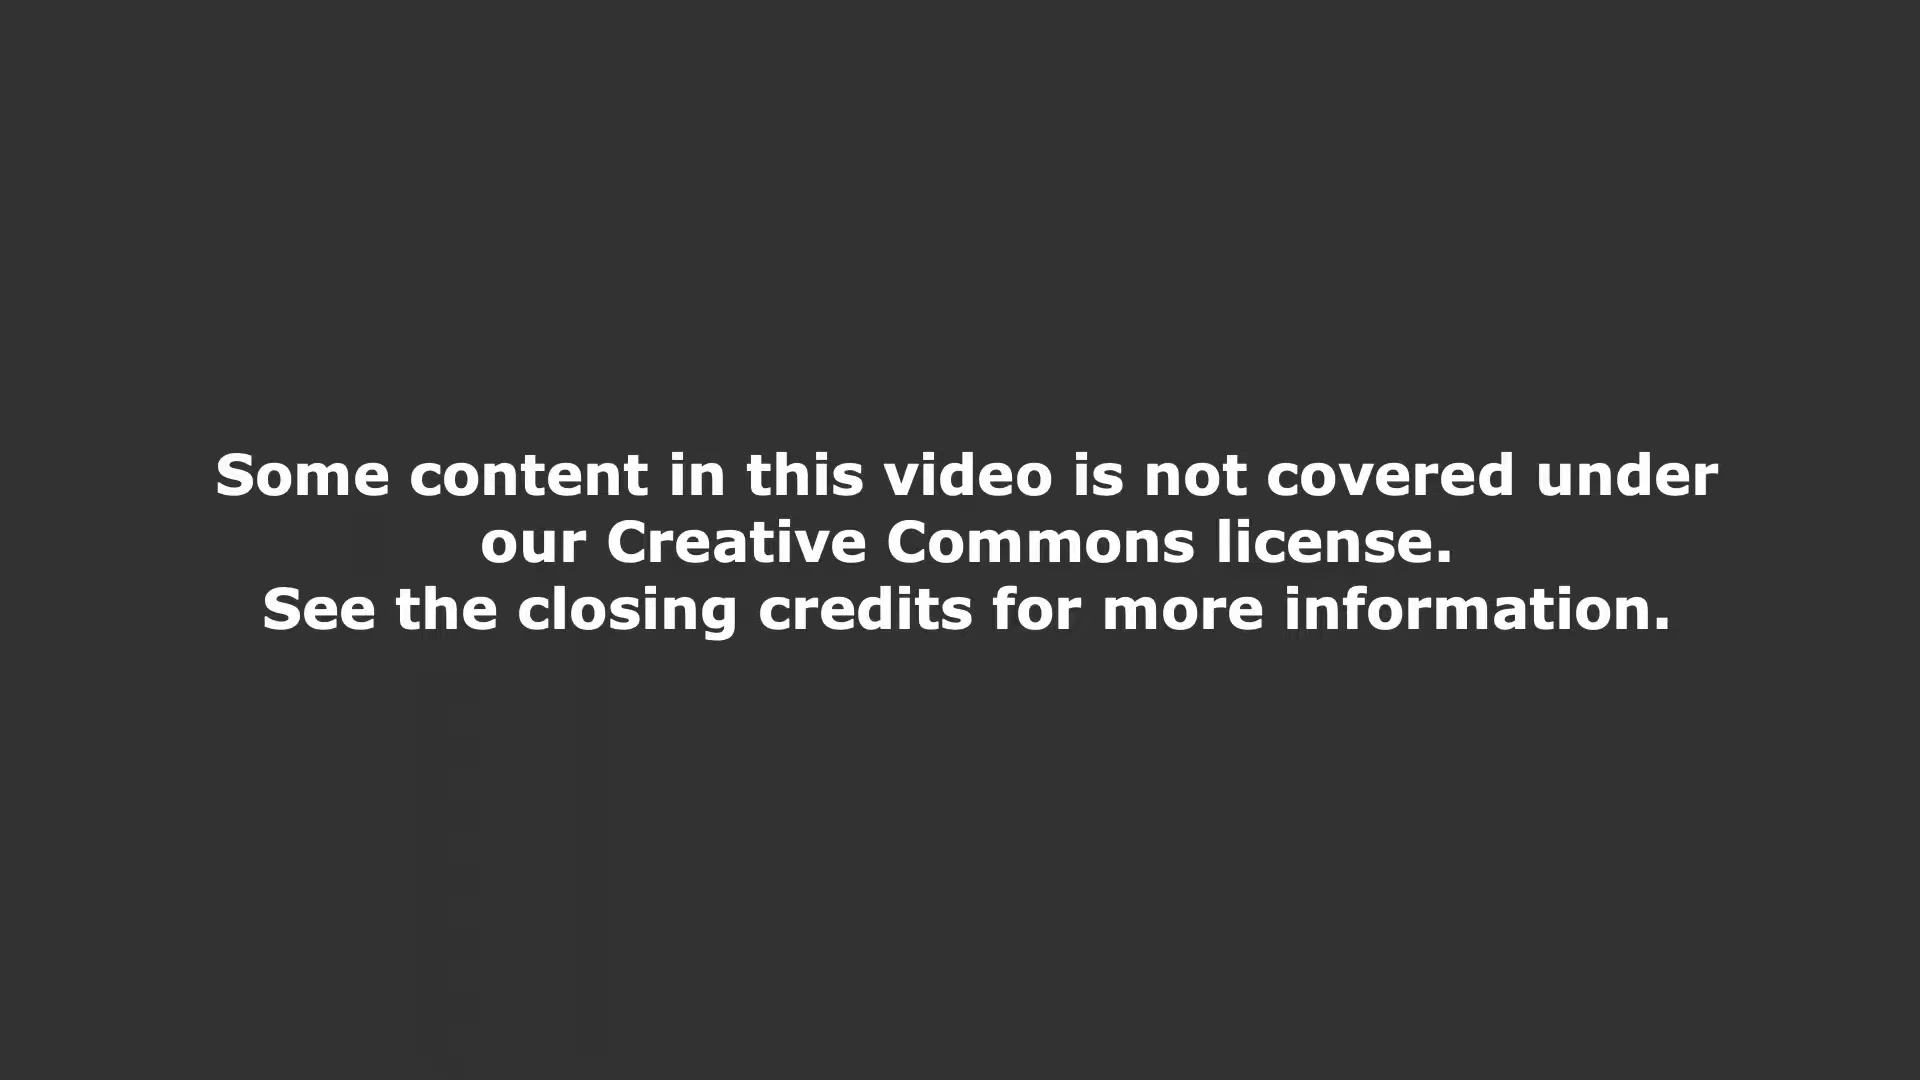 Some content in this video is not covered under
our Creative Commons license.
See the closing credits for more information.